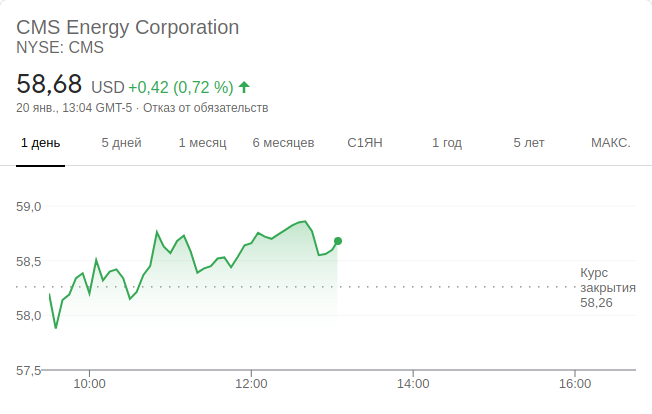 CMS Energy Corporation
NYSE: CMS
58,68 USD +0,42 (0,72 %)
20 янв., 13:04 GMT-5 · Отказ от обязательств
1 день 5 дней 1 месяц 6 месяцев С1ЯН 1 год 5 лет МАКС.
59,0
58,5
Курс
закрытия
58,26
58,0
57,5
10:00 12:00 14:00 16:00